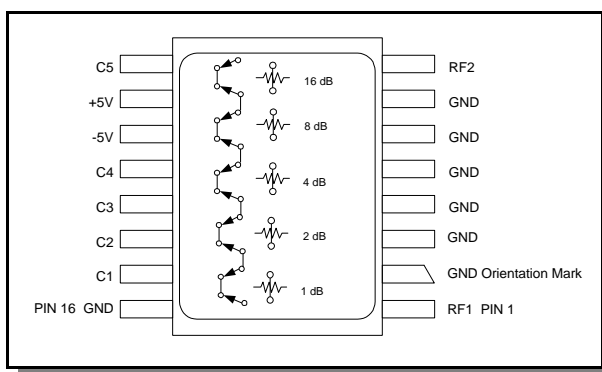 C5 16 dB RF2
+5V GND
-5V 8 dB GND
C4 4 dB GND
C3 GND
C2 2 dB GND
C1 1 dB GND Orientation Mark
PIN 16 GND RF1 PIN 1